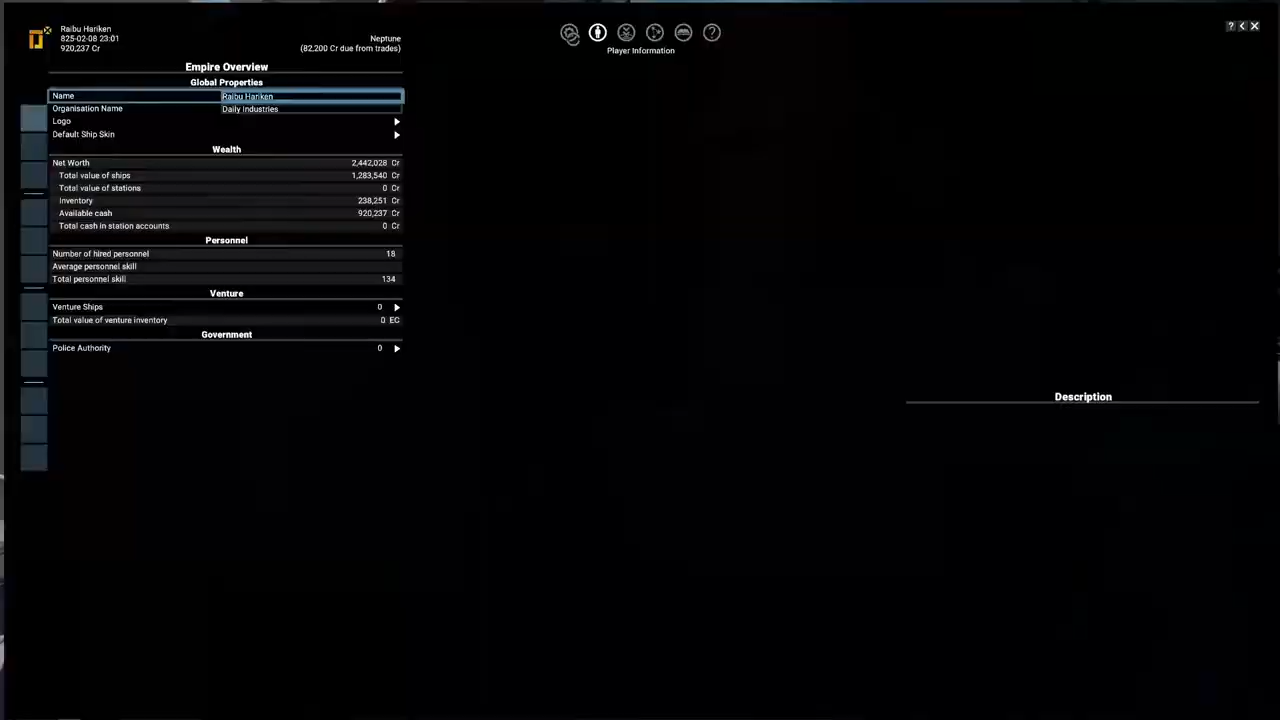 Raibu Hariken
825-02-08 23:01
920,237 Cr
Neptune
(82,200 Cr due from trades)
Player Information
? < X
Empire Overview
Global Properties
Name Raibu Hariken
Organisation Name Daily Industries
Logo
Default Ship Skin
Wealth
Net Worth 2,442,028 Cr
Total value of ships 1,283,540 Cr
Total value of stations 0 Cr
Inventory 238,251 Cr
Available cash 920,237 Cr
Total cash in station accounts 0 Cr
Personnel
Number of hired personnel 18
Average personnel skill
Total personnel skill 134
Venture
Venture Ships 0
Total value of venture inventory 0 EC
Government
Police Authority 0
Description